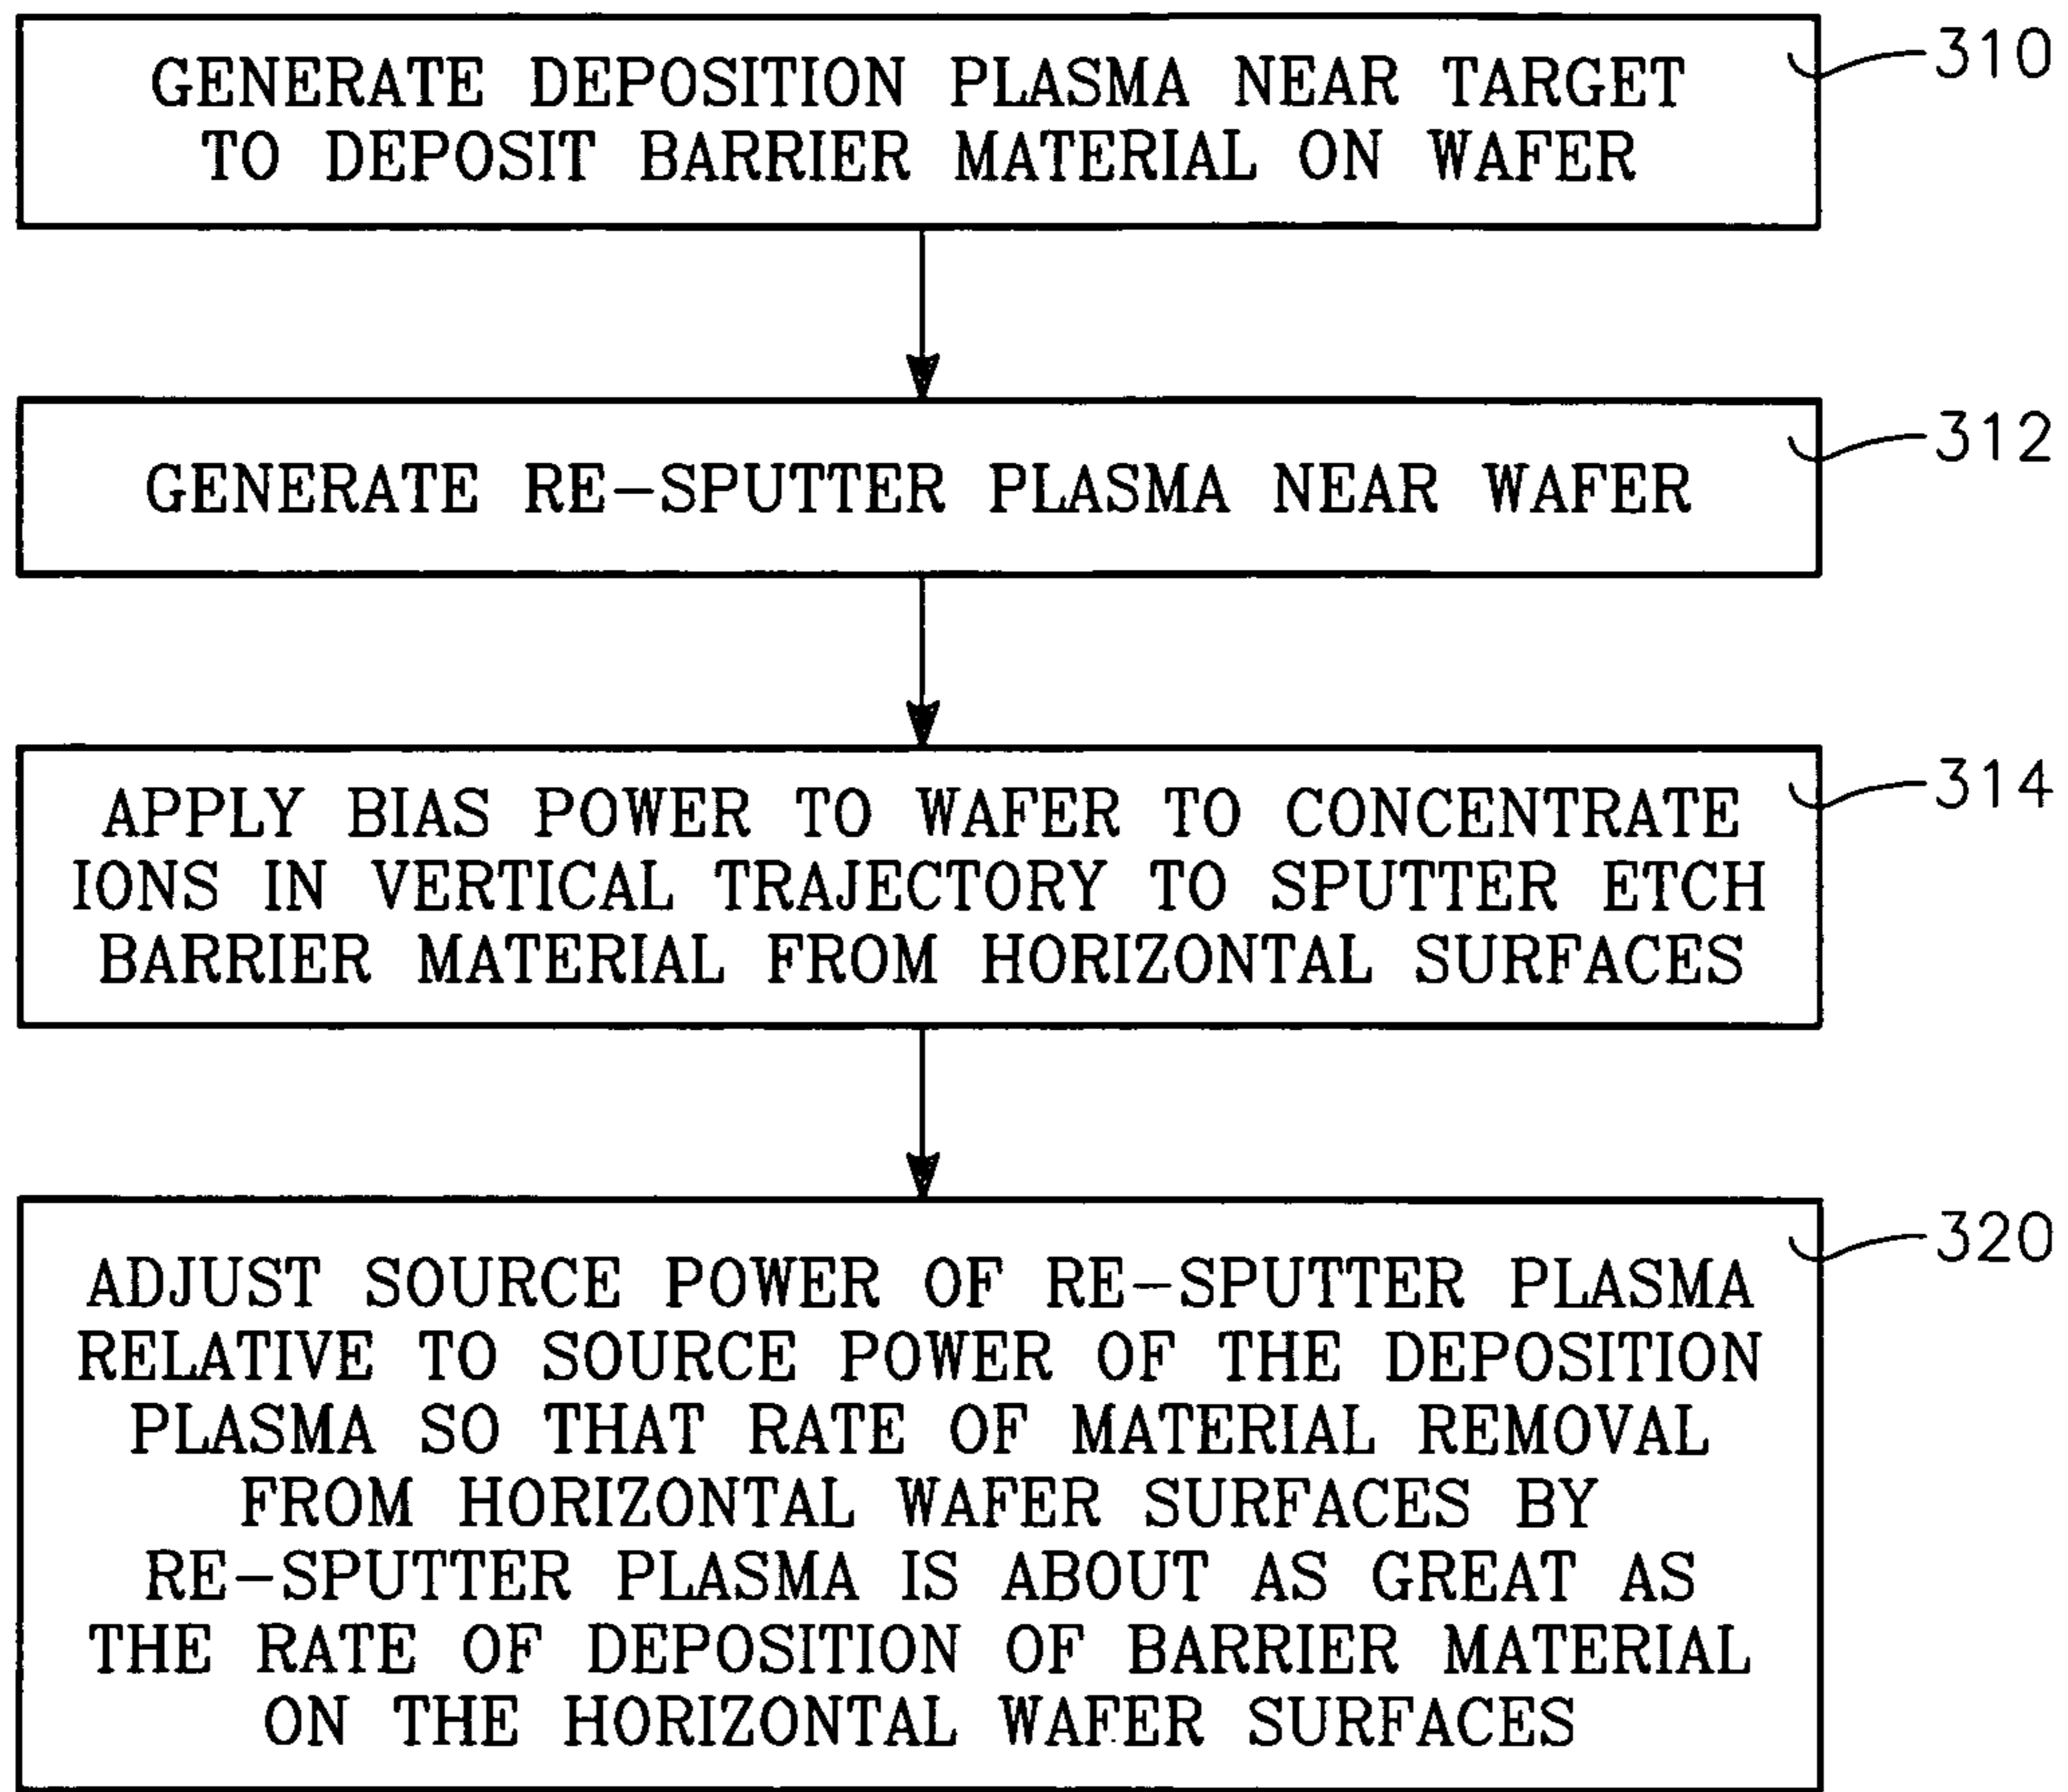 GENERATE DEPOSITION PLASMA NEAR TARGET
TO DEPOSIT BARRIER MATERIAL ON WAFER
310
GENERATE RE-SPUTTER PLASMA NEAR WAFER
312
APPLY BIAS POWER TO WAFER TO CONCENTRATE
IONS IN VERTICAL TRAJECTORY TO SPUTTER ETCH
BARRIER MATERIAL FROM HORIZONTAL SURFACES
314
ADJUST SOURCE POWER OF RE-SPUTTER PLASMA
RELATIVE TO SOURCE POWER OF THE DEPOSITION
PLASMA SO THAT RATE OF MATERIAL REMOVAL
FROM HORIZONTAL WAFER SURFACES BY
RE-SPUTTER PLASMA IS ABOUT AS GREAT AS
THE RATE OF DEPOSITION OF BARRIER MATERIAL
ON THE HORIZONTAL WAFER SURFACES
320